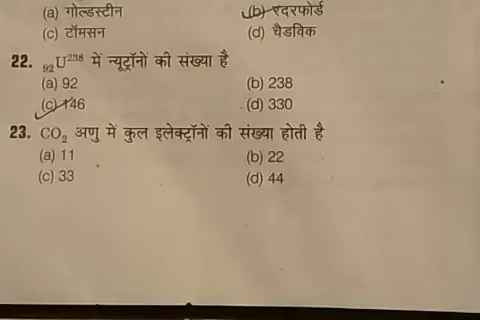 (a) गोल्डस्टीन (b) रदरफोर्ड
(c) टॉमसन (d) चैडविक
22. ₉₂U²³⁸ में न्यूट्रॉनों की संख्या है
(a) 92 (b) 238
(c) 146 (d) 330
23. CO₂ अणु में कुल इलेक्ट्रॉनों की संख्या होती है
(a) 11 (b) 22
(c) 33 (d) 44